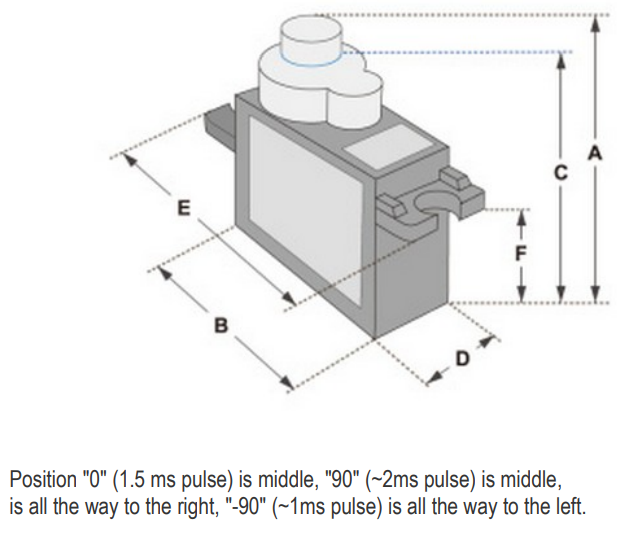 A
C
E
F
B
D
Position "0" (1.5 ms pulse) is middle, "90" (~2ms pulse) is middle,
is all the way to the right, "-90" (~1ms pulse) is all the way to the left.